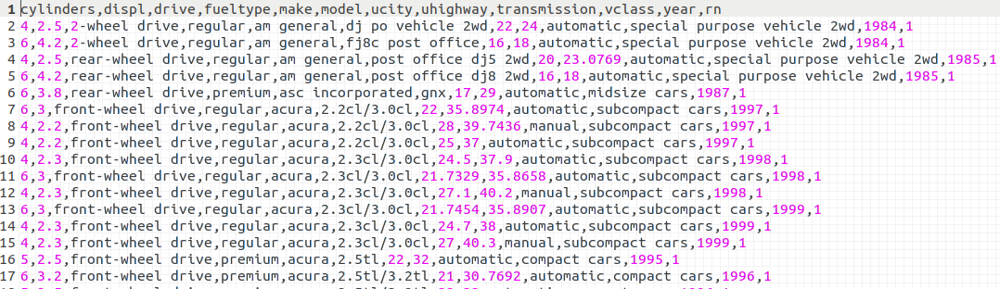 1 cylinders,displ,drive,fueltype,make,model,ucity,uhighway,transmission,vclass,year,rn
2 4,2.5,2-wheel drive,regular,am general,dj po vehicle 2wd,22,24,automatic,special purpose vehicle 2wd,1984,1
3 6,4.2,2-wheel drive,regular,am general,fj8c post office,16,18,automatic,special purpose vehicle 2wd,1984,1
4 4,2.5,rear-wheel drive,regular,am general,post office dj5 2wd,20,23.0769,automatic,special purpose vehicle 2wd,1985,1
5 6,4.2,rear-wheel drive,regular,am general,post office dj8 2wd,16,18,automatic,special purpose vehicle 2wd,1985,1
6 6,3.8,rear-wheel drive,premium,asc incorporated,gnx,17,29,automatic,midsize cars,1987,1
7 6,3,front-wheel drive,regular,acura,2.2cl/3.0cl,22,35.8974,automatic,subcompact cars,1997,1
8 4,2.2,front-wheel drive,regular,acura,2.2cl/3.0cl,28,39.7436,manual,subcompact cars,1997,1
9 4,2.2,front-wheel drive,regular,acura,2.2cl/3.0cl,25,37,automatic,subcompact cars,1997,1
10 4,2.3,front-wheel drive,regular,acura,2.3cl/3.0cl,24.5,37.9,automatic,subcompact cars,1998,1
11 6,3,front-wheel drive,regular,acura,2.3cl/3.0cl,21.7329,35.8658,automatic,subcompact cars,1998,1
12 4,2.3,front-wheel drive,regular,acura,2.3cl/3.0cl,27.1,40.2,manual,subcompact cars,1998,1
13 6,3,front-wheel drive,regular,acura,2.3cl/3.0cl,21.7454,35.8907,automatic,subcompact cars,1999,1
14 4,2.3,front-wheel drive,regular,acura,2.3cl/3.0cl,24.7,38,automatic,subcompact cars,1999,1
15 4,2.3,front-wheel drive,regular,acura,2.3cl/3.0cl,27,40.3,manual,subcompact cars,1999,1
16 5,2.5,front-wheel drive,premium,acura,2.5tl,22,32,automatic,compact cars,1995,1
17 6,3.2,front-wheel drive,premium,acura,2.5tl/3.2tl,21,30.7692,automatic,compact cars,1996,1